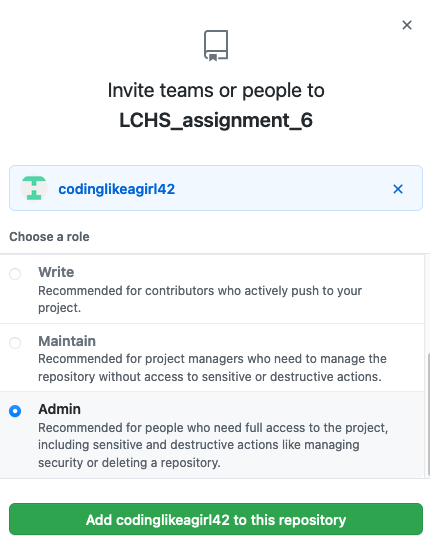 Invite teams or people to
LCHS_assignment_6
codinglikeagirl42
Choose a role
Write
Recommended for contributors who actively push to your
project.
Maintain
Recommended for project managers who need to manage the
repository without access to sensitive or destructive actions.
Admin
Recommended for people who need full access to the project,
including sensitive and destructive actions like managing
security or deleting a repository.
Add codinglikeagirl42 to this repository